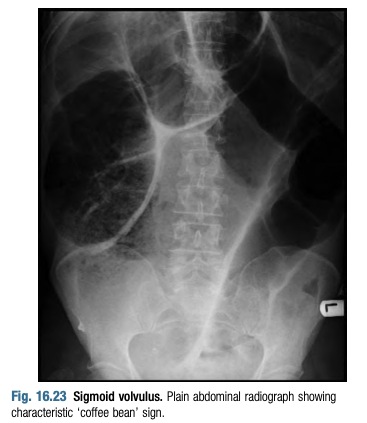 L
Fig. 16.23 Sigmoid volvulus. Plain abdominal radiograph showing
characteristic ‘coffee bean’ sign.